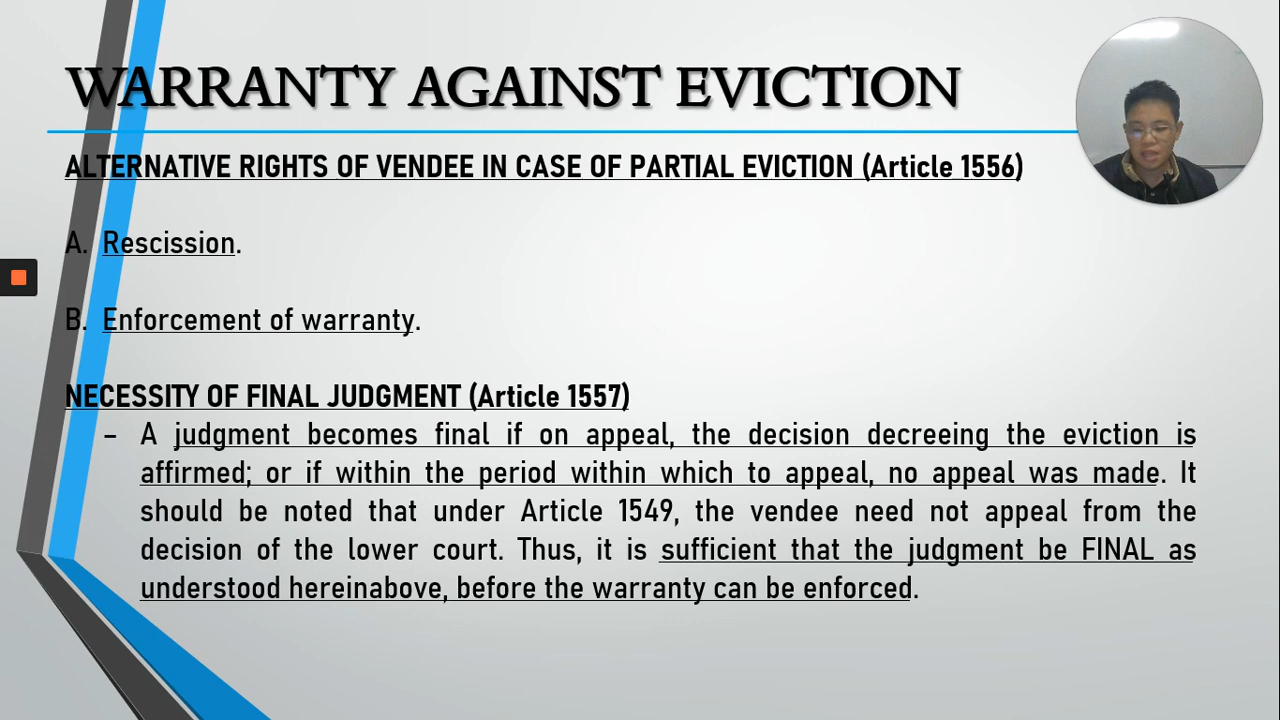 WARRANTY AGAINST EVICTION
ALTERNATIVE RIGHTS OF VENDEE IN CASE OF PARTIAL EVICTION (Article 1556)
A. Rescission.
B. Enforcement of warranty.
NECESSITY OF FINAL JUDGMENT (Article 1557)
– A judgment becomes final if on appeal, the decision decreeing the eviction is
affirmed; or if within the period within which to appeal, no appeal was made. It
should be noted that under Article 1549, the vendee need not appeal from the
decision of the lower court. Thus, it is sufficient that the judgment be FINAL as
understood hereinabove, before the warranty can be enforced.